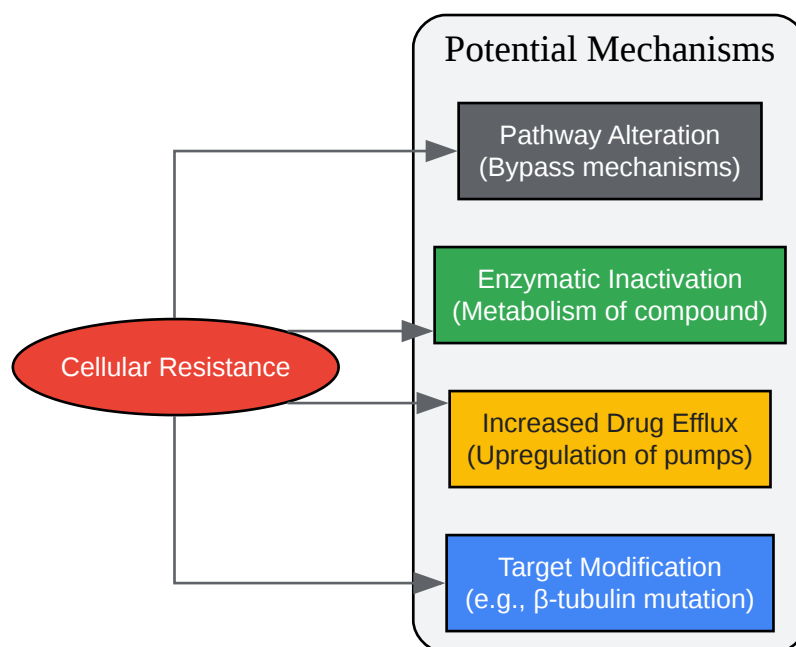 Potential Mechanisms
Pathway Alteration
(Bypass mechanisms)
Enzymatic Inactivation
(Metabolism of compound)
Cellular Resistance
Increased Drug Efflux
(Upregulation of pumps)
Target Modification
(e.g., β-tubulin mutation)